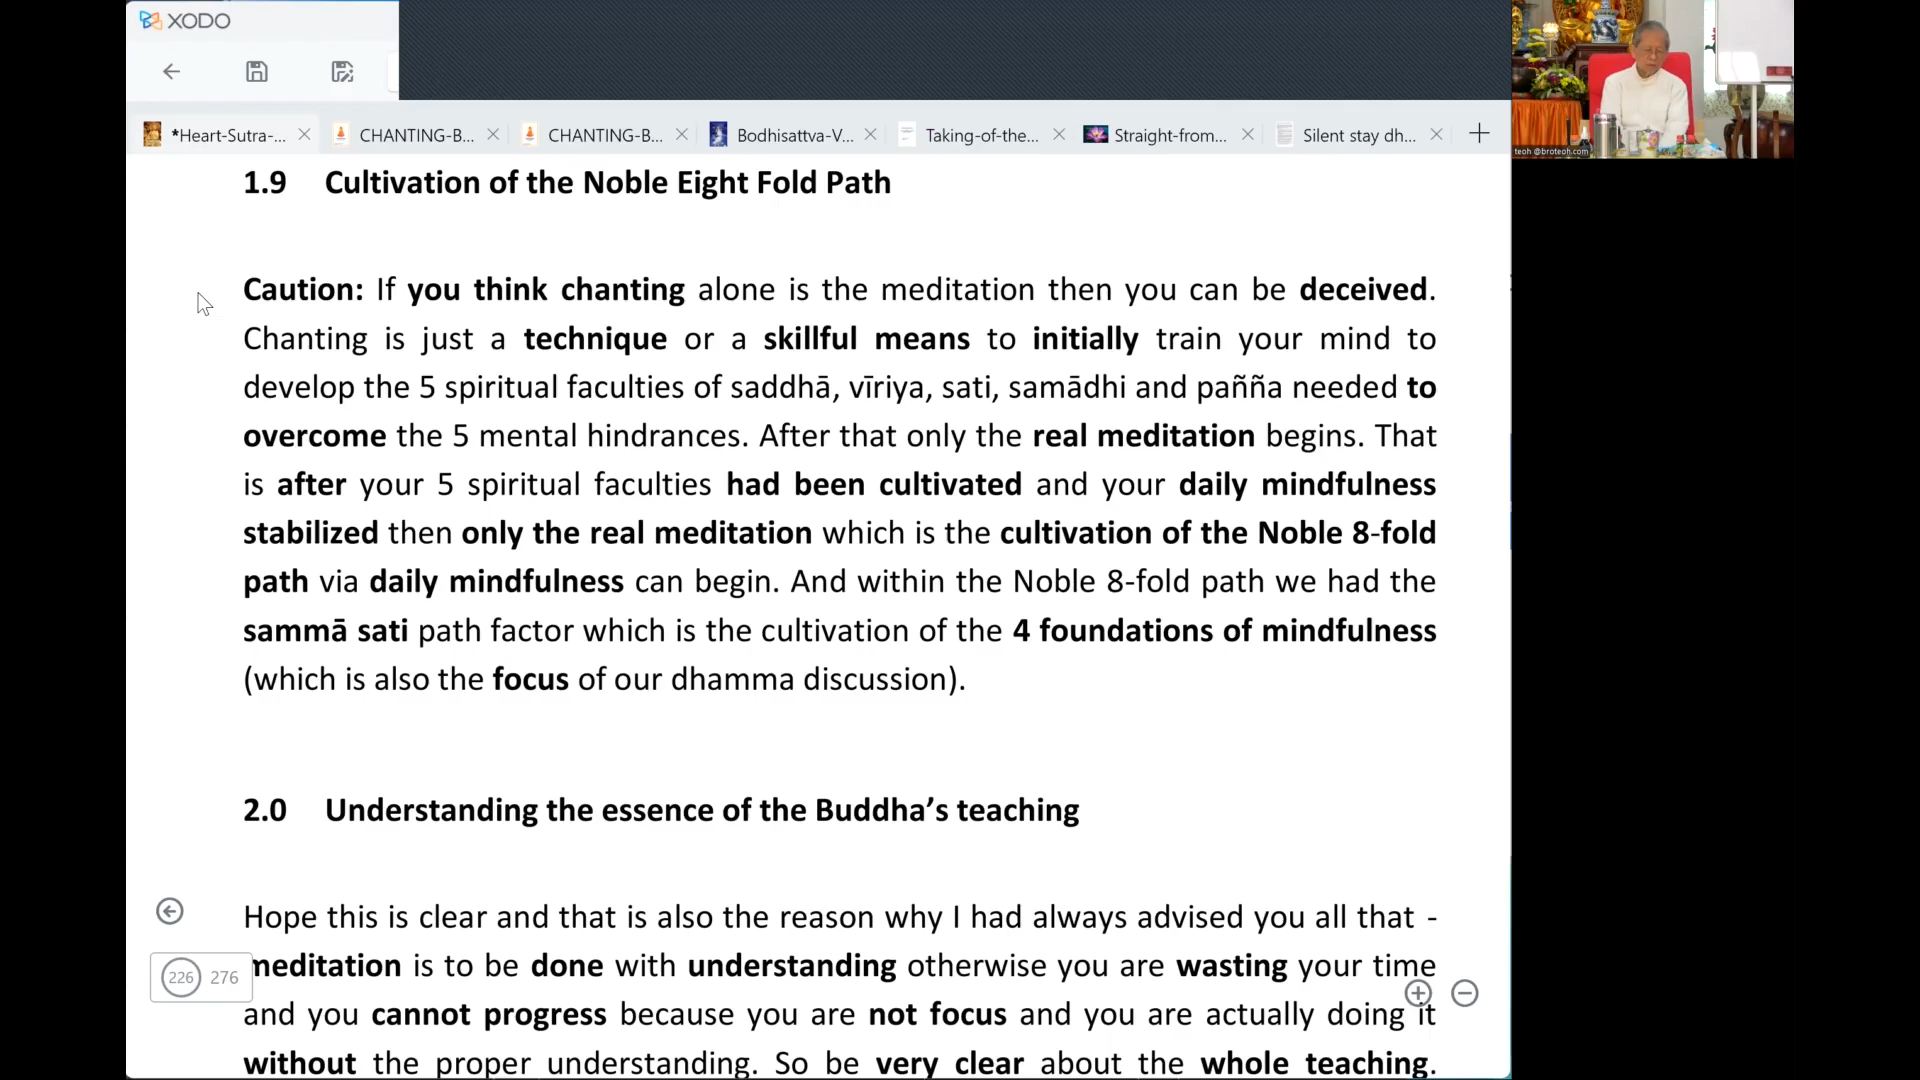 XODO
*Heart-Sutra-...
CHANTING-B...
CHANTING-B...
Bodhisattva-V...
Taking-of-the...
Straight-from...
Silent stay dh...
teoh @broteoh.com
1.9 Cultivation of the Noble Eight Fold Path
Caution: If you think chanting alone is the meditation then you can be deceived.
Chanting is just a technique or a skillful means to initially train your mind to
develop the 5 spiritual faculties of saddhā, vīriya, sati, samādhi and pañña needed to
overcome the 5 mental hindrances. After that only the real meditation begins. That
is after your 5 spiritual faculties had been cultivated and your daily mindfulness
stabilized then only the real meditation which is the cultivation of the Noble 8-fold
path via daily mindfulness can begin. And within the Noble 8-fold path we had the
sammā sati path factor which is the cultivation of the 4 foundations of mindfulness
(which is also the focus of our dhamma discussion).
2.0 Understanding the essence of the Buddha’s teaching
Hope this is clear and that is also the reason why I had always advised you all that -
meditation is to be done with understanding otherwise you are wasting your time
226 276
and you cannot progress because you are not focus and you are actually doing it
without the proper understanding. So be very clear about the whole teaching.